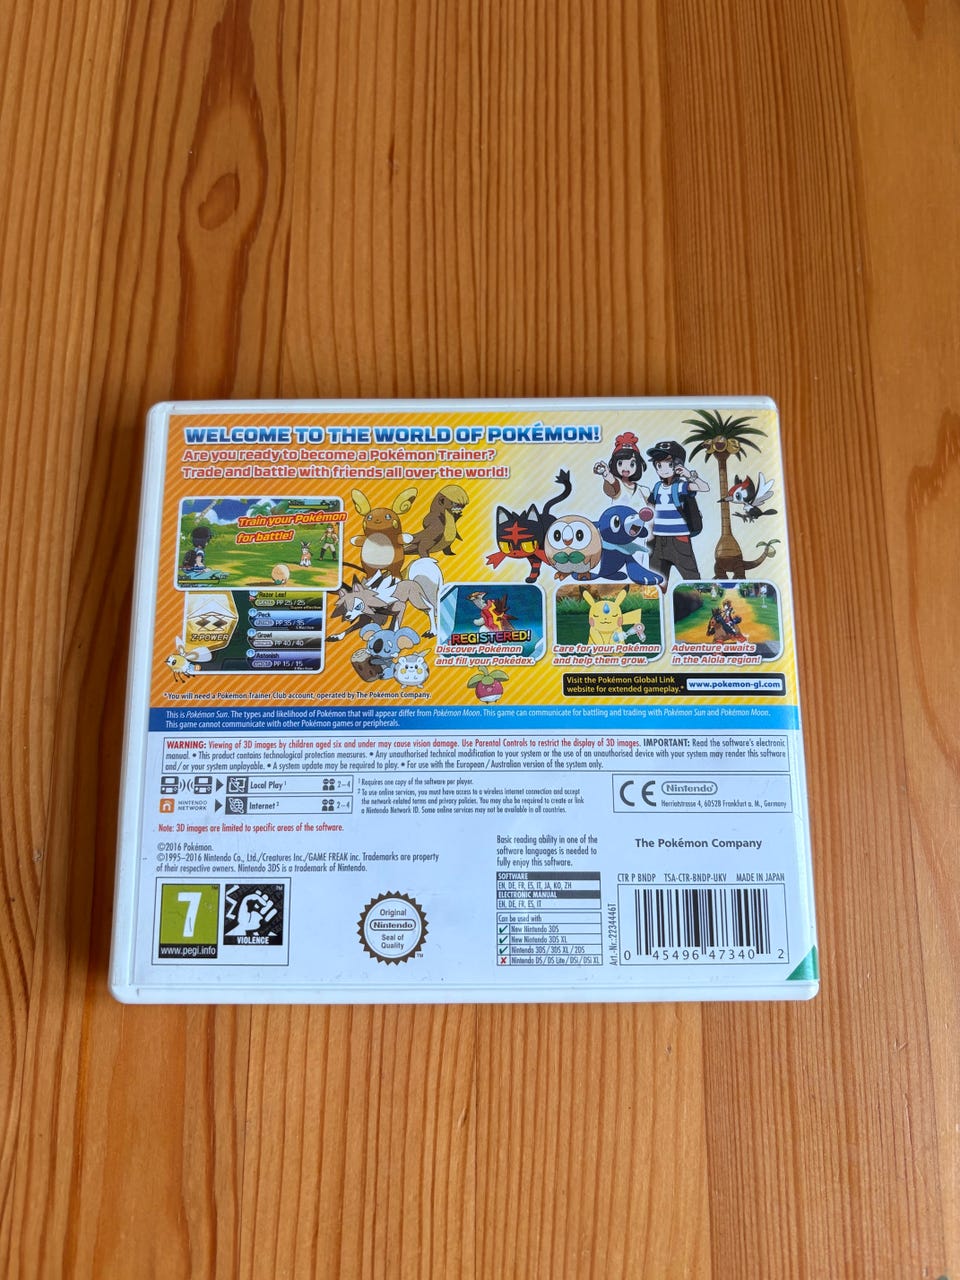 WELCOME TO THE WORLD OF POKÉMON!
Are you ready to become a Pokémon Trainer?
Trade and battle with friends all over the world!
Train your Pokémon
for battle!
Z-POWER
Razor Leaf
PP 25/25
Super effective
Peck
PP 35/35
Effective
Growl
PP 40/40
Astonish
GHOST PP 15/15
Effective
REGISTERED!
Discover Pokémon
and fill your Pokédex.
Care for your Pokémon
and help them grow.
Adventure awaits
in the Alola region!
Visit the Pokémon Global Link
website for extended gameplay.*
www.pokemon-gl.com
*You will need a Pokémon Trainer Club account, operated by The Pokémon Company.
This is Pokémon Sun. The types and likelihood of Pokémon that will appear differ from Pokémon Moon. This game can communicate for battling and trading with Pokémon Sun and Pokémon Moon.
This game cannot communicate with other Pokémon games or peripherals.
WARNING: Viewing of 3D images by children aged six and under may cause vision damage. Use Parental Controls to restrict the display of 3D images. IMPORTANT: Read the software's electronic
manual. • This product contains technological protection measures. • Any unauthorised technical modification to your system or the use of an unauthorised device with your system may render this software
and/or your system unplayable. • A system update may be required to play. • For use with the European/Australian version of the system only.
Local Play 1 2–4
NINTENDO
NETWORK
Internet 2 2–4
1 Requires one copy of the software per player.
2 To use online services, you must have access to a wireless internet connection and accept
the network-related terms and privacy policies. You may also be required to create or link
a Nintendo Network ID. Some online services may not be available in all countries.
CE
Nintendo
Herriotstrasse 4, 60528 Frankfurt a. M., Germany
Note: 3D images are limited to specific areas of the software.
©2016 Pokémon.
©1995–2016 Nintendo Co., Ltd./Creatures Inc./GAME FREAK inc. Trademarks are property
of their respective owners. Nintendo 3DS is a trademark of Nintendo.
Basic reading ability in one of the
software languages is needed to
fully enjoy this software.
The Pokémon Company
SOFTWARE
EN, DE, FR, ES, IT, JA, KO, ZH
ELECTRONIC MANUAL
EN, DE, FR, ES, IT
Can be used with
New Nintendo 3DS
New Nintendo 3DS XL
Nintendo 3DS/3DS XL/2DS
Nintendo DS/DS Lite/DSi/DSi XL
CTR P BNDP TSA-CTR-BNDP-UKV MADE IN JAPAN
Art.-Nr.: 2234446T
0 45496 47340 2
7
www.pegi.info
VIOLENCE
Original
Nintendo
Seal of
Quality
TM